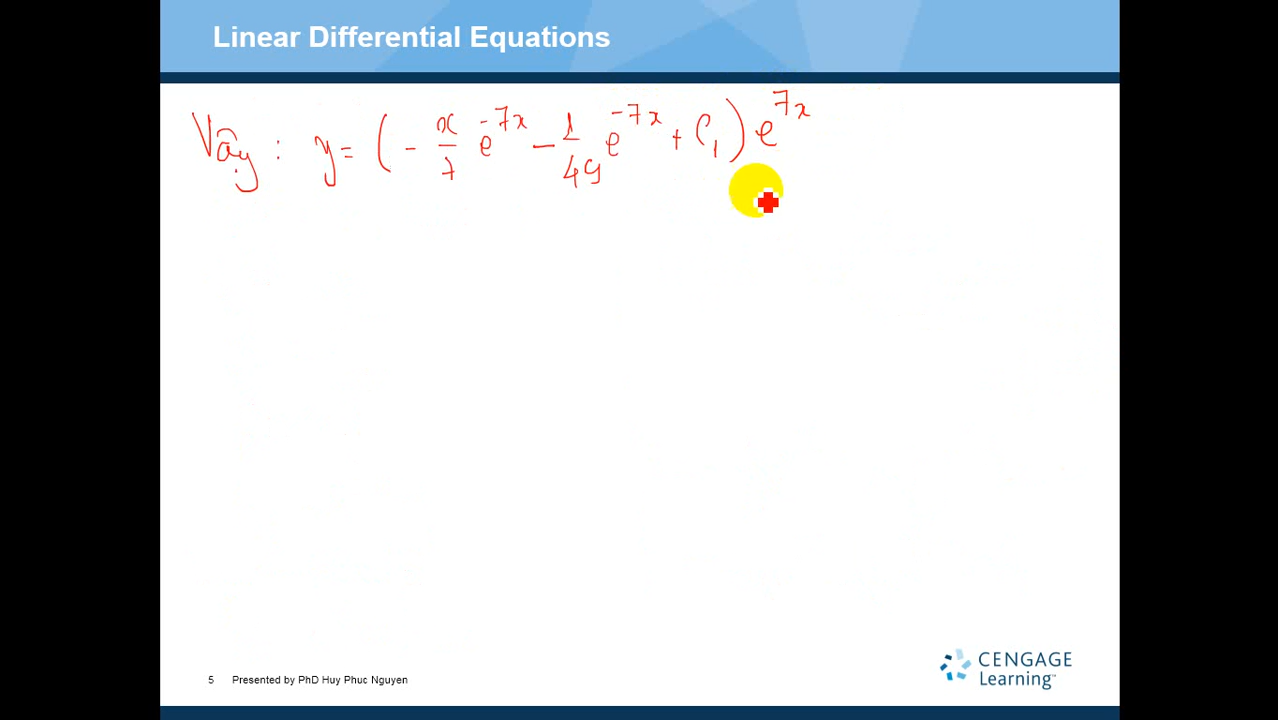 Linear Differential Equations
Vậy : y = ( - x/7 e^-7x - 1/49 e^-7x + C₁ ) e^7x
5 Presented by PhD Huy Phuc Nguyen
CENGAGE
Learning™